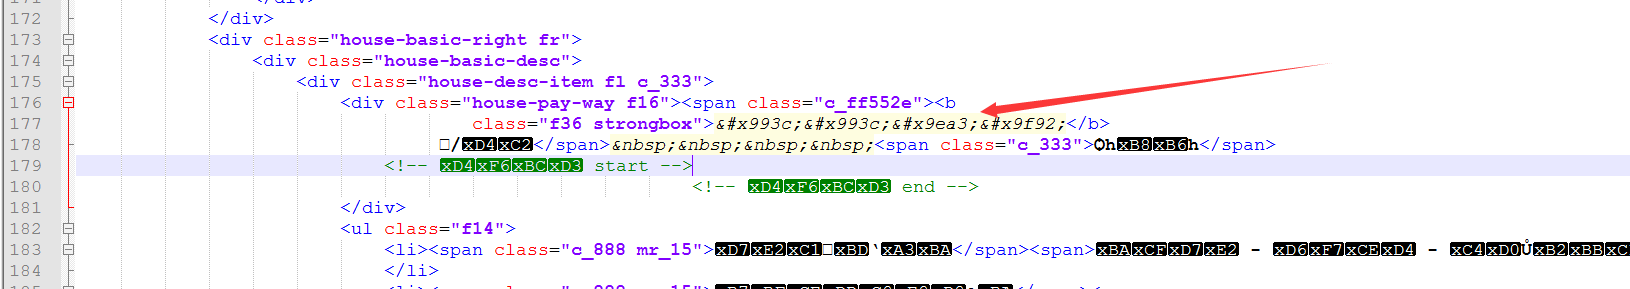 172 </div>
173 <div class="house-basic-right fr">
174 <div class="house-basic-desc">
175 <div class="house-desc-item fl c_333">
176 <div class="house-pay-way f16"><span class="c_ff552e"><b
177 class="f36 strongbox">&#x993c;&#x993c;&#x9ea3;&#x9f92;</b>
178 □/xD4xC2</span>&nbsp;&nbsp;&nbsp;&nbsp;<span class="c_333">xB8xB6h</span>
179 <!-- xD4xF6xBCxD3 start -->
180 <!-- xD4xF6xBCxD3 end -->
181 </div>
182 <ul class="f14">
183 <li><span class="c_888 mr_15">xD7xE2xC1□xBD‘xA3xBA</span><span>xBAxCFxD7xE2 - xD6xF7xCExD4 - xC4xD0
184 </li>